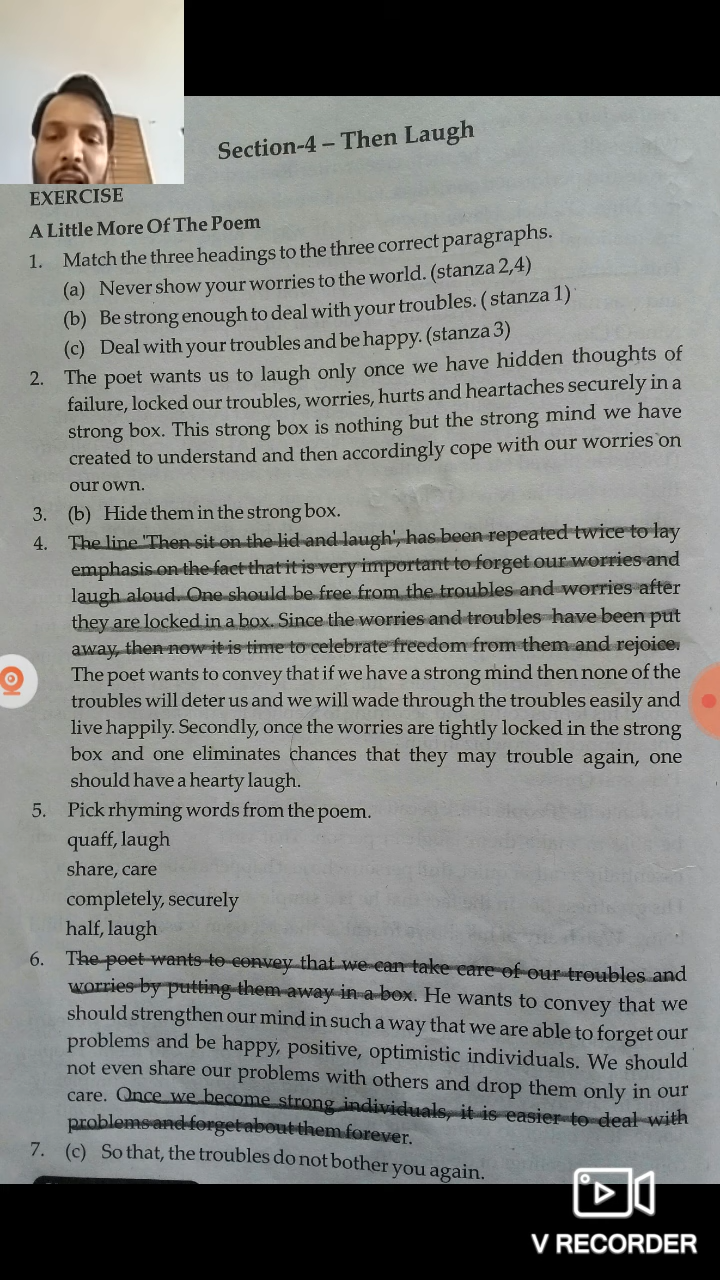 Section-4 – Then Laugh
EXERCISE
A Little More Of The Poem
1. Match the three headings to the three correct paragraphs.
(a) Never show your worries to the world. (stanza 2,4)
(b) Be strong enough to deal with your troubles. ( stanza 1)
(c) Deal with your troubles and be happy. (stanza 3)
2. The poet wants us to laugh only once we have hidden thoughts of
failure, locked our troubles, worries, hurts and heartaches securely in a
strong box. This strong box is nothing but the strong mind we have
created to understand and then accordingly cope with our worries on
our own.
3. (b) Hide them in the strong box.
4. The line 'Then sit on the lid and laugh', has been repeated twice to lay
emphasis on the fact that it is very important to forget our worries and
laugh aloud. One should be free from the troubles and worries after
they are locked in a box. Since the worries and troubles have been put
away, then now it is time to celebrate freedom from them and rejoice.
The poet wants to convey that if we have a strong mind then none of the
troubles will deter us and we will wade through the troubles easily and
live happily. Secondly, once the worries are tightly locked in the strong
box and one eliminates chances that they may trouble again, one
should have a hearty laugh.
5. Pick rhyming words from the poem.
quaff, laugh
share, care
completely, securely
half, laugh
6. The poet wants to convey that we can take care of our troubles and
worries by putting them away in a box. He wants to convey that we
should strengthen our mind in such a way that we are able to forget our
problems and be happy, positive, optimistic individuals. We should
not even share our problems with others and drop them only in our
care. Once we become strong individuals, it is easier to deal with
problems and forget about them forever.
7. (c) So that, the troubles do not bother you again.
V RECORDER